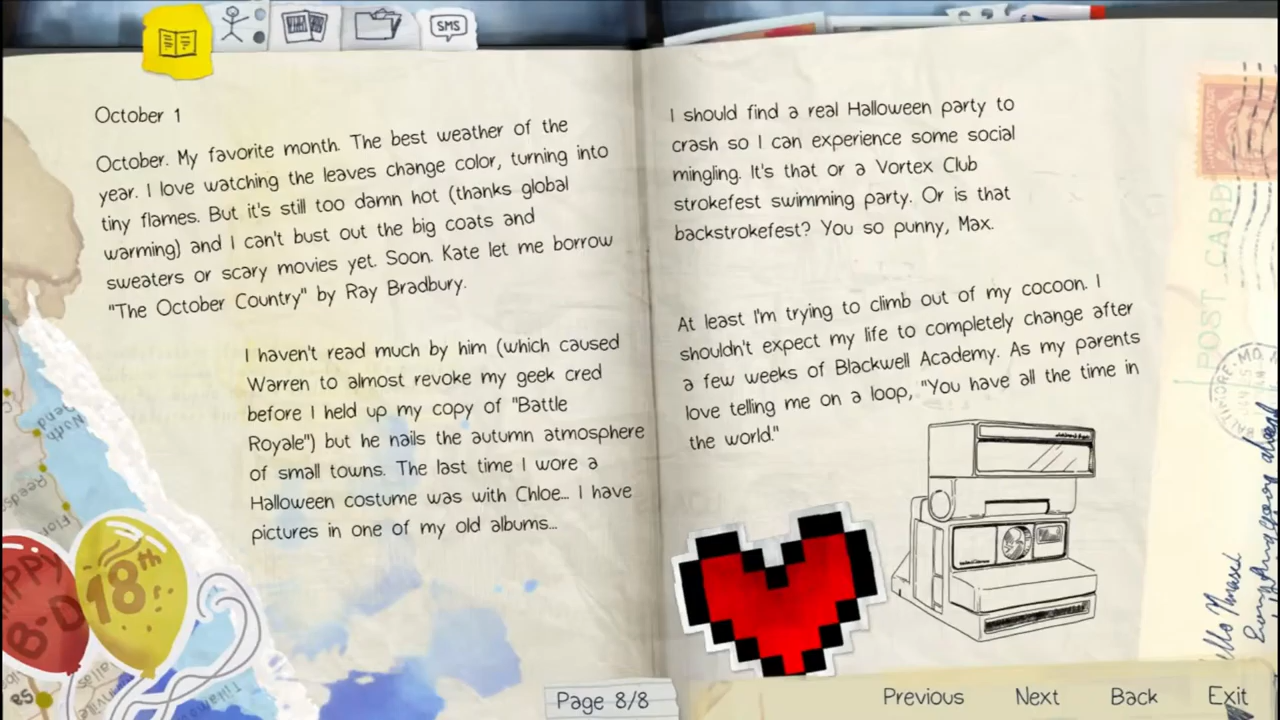 SMS
October 1
October. My favorite month. The best weather of the
year. I love watching the leaves change color, turning into
tiny flames. But it's still too damn hot (thanks global
warming) and I can't bust out the big coats and
sweaters or scary movies yet. Soon. Kate let me borrow
"The October Country" by Ray Bradbury.
I haven't read much by him (which caused
Warren to almost revoke my geek cred
before I held up my copy of "Battle
Royale") but he nails the autumn atmosphere
of small towns. The last time I wore a
Halloween costume was with Chloe... I have
pictures in one of my old albums...
18th
B-D
I should find a real Halloween party to
crash so I can experience some social
mingling. It's that or a Vortex Club
strokefest swimming party. Or is that
backstrokefest? You so punny, Max.
At least I'm trying to climb out of my cocoon. I
shouldn't expect my life to completely change after
a few weeks of Blackwell Academy. As my parents
love telling me on a loop, "You have all the time in
the world."
POST CARD
Page 8/8
Previous
Next
Back
Exit